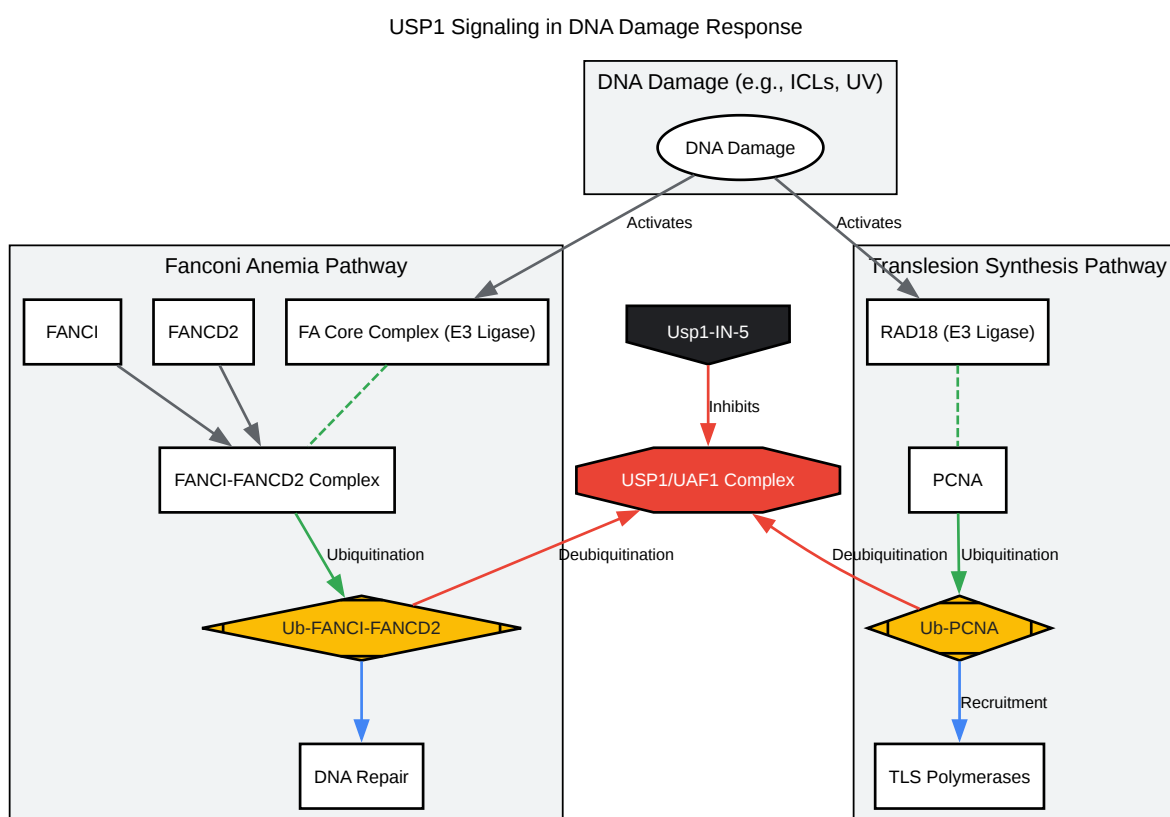 USP1 Signaling in DNA Damage Response
DNA Damage (e.g., ICLs, UV)
DNA Damage
Activates
Activates
Fanconi Anemia Pathway
Translesion Synthesis Pathway
FANCI
FANCD2
FA Core Complex (E3 Ligase)
Usp1-IN-5
RAD18 (E3 Ligase)
Inhibits
FANCI-FANCD2 Complex
USP1/UAF1 Complex
PCNA
Ubiquitination
Deubiquitination
Deubiquitination
Ubiquitination
Ub-FANCI-FANCD2
Ub-PCNA
Recruitment
DNA Repair
TLS Polymerases